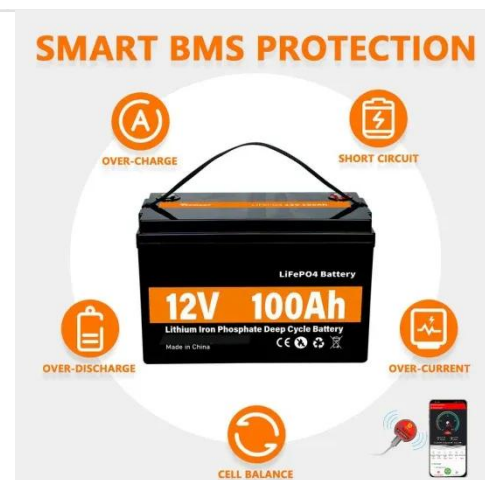 SMART BMS PROTECTION
OVER-CHARGE
SHORT CIRCUIT
LiFePO4 Battery
12V 100Ah
Lithium Iron Phosphate Deep Cycle Battery
Made in China
CE
OVER-DISCHARGE
OVER-CURRENT
CELL BALANCE